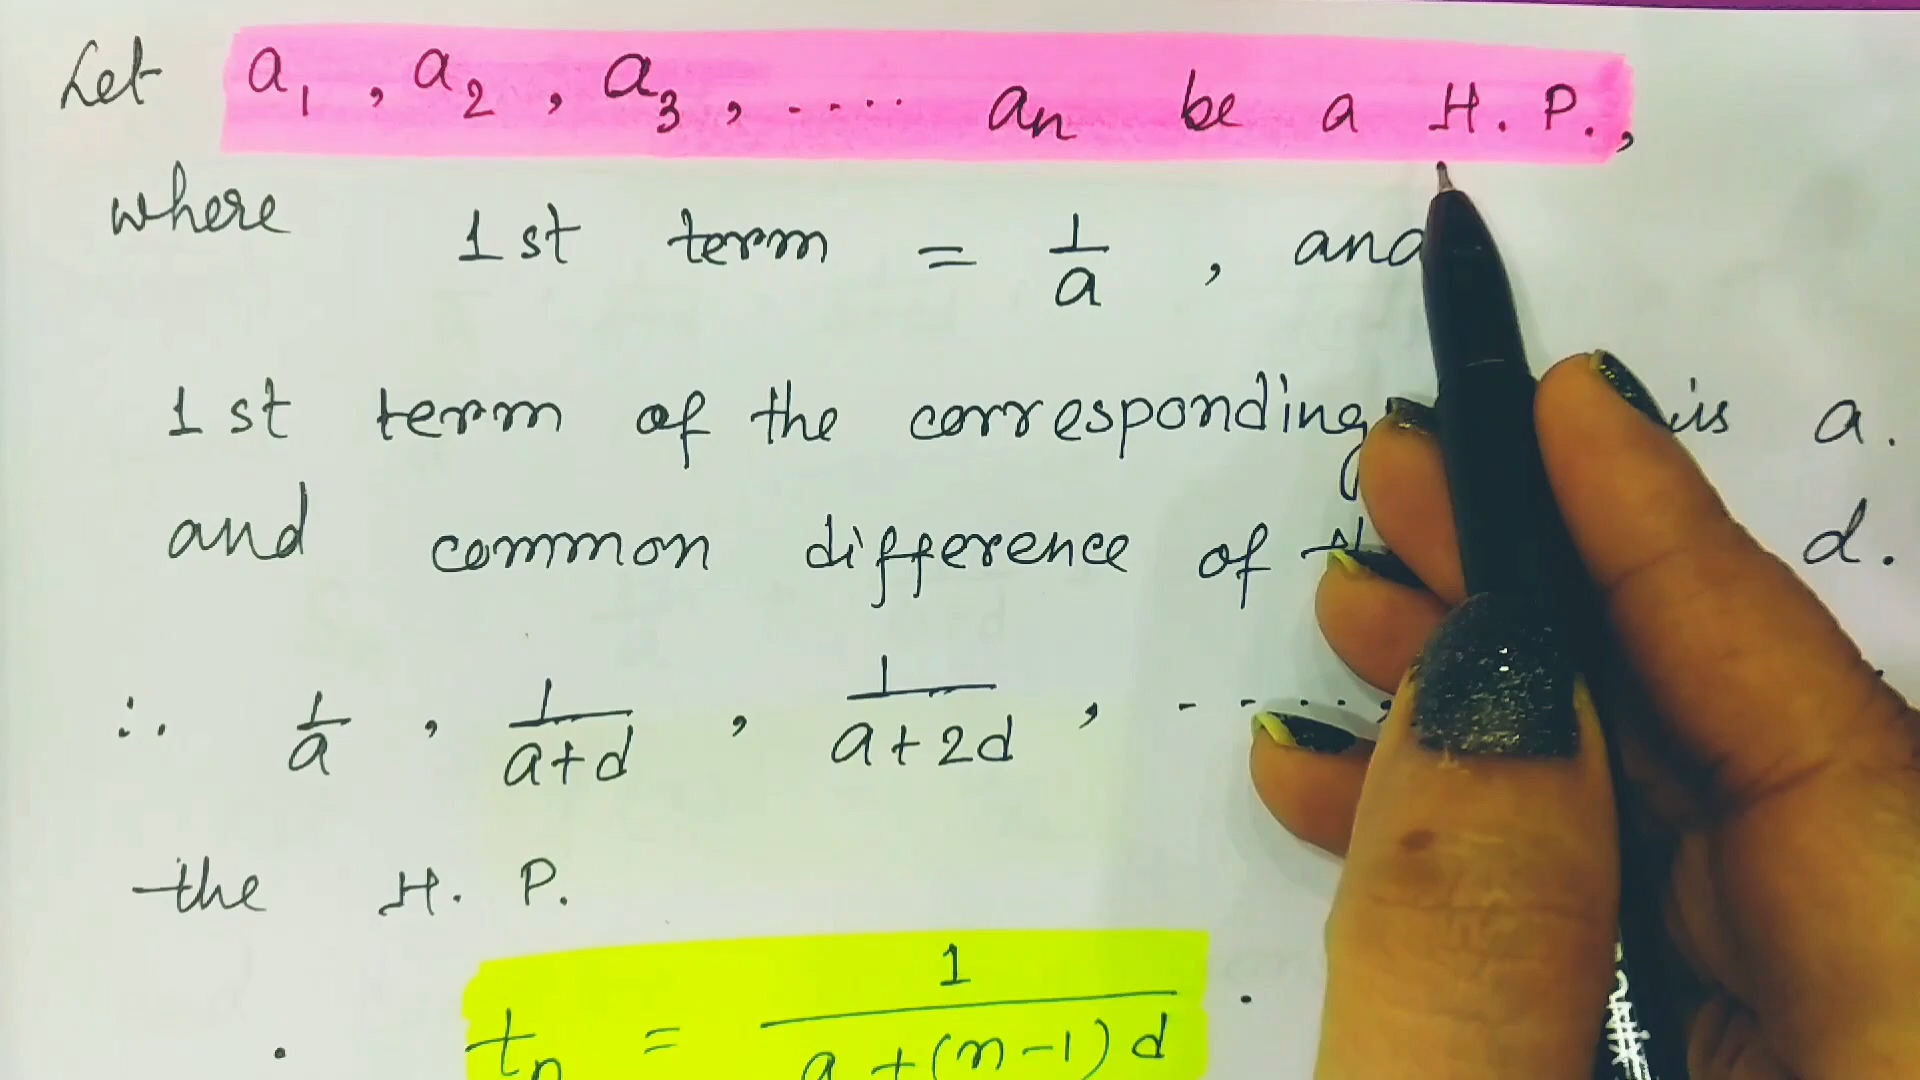 Let a₁, a₂, a₃, ..... aₙ be a H. P.,
where 1st term = 1/a , and
1st term of the corresponding is a.
and common difference of d.
∴ 1/a , 1/(a+d) , 1/(a+2d) , - - - . . ,
the H. P.
. tₙ = 1/(a+(n-1)d) .